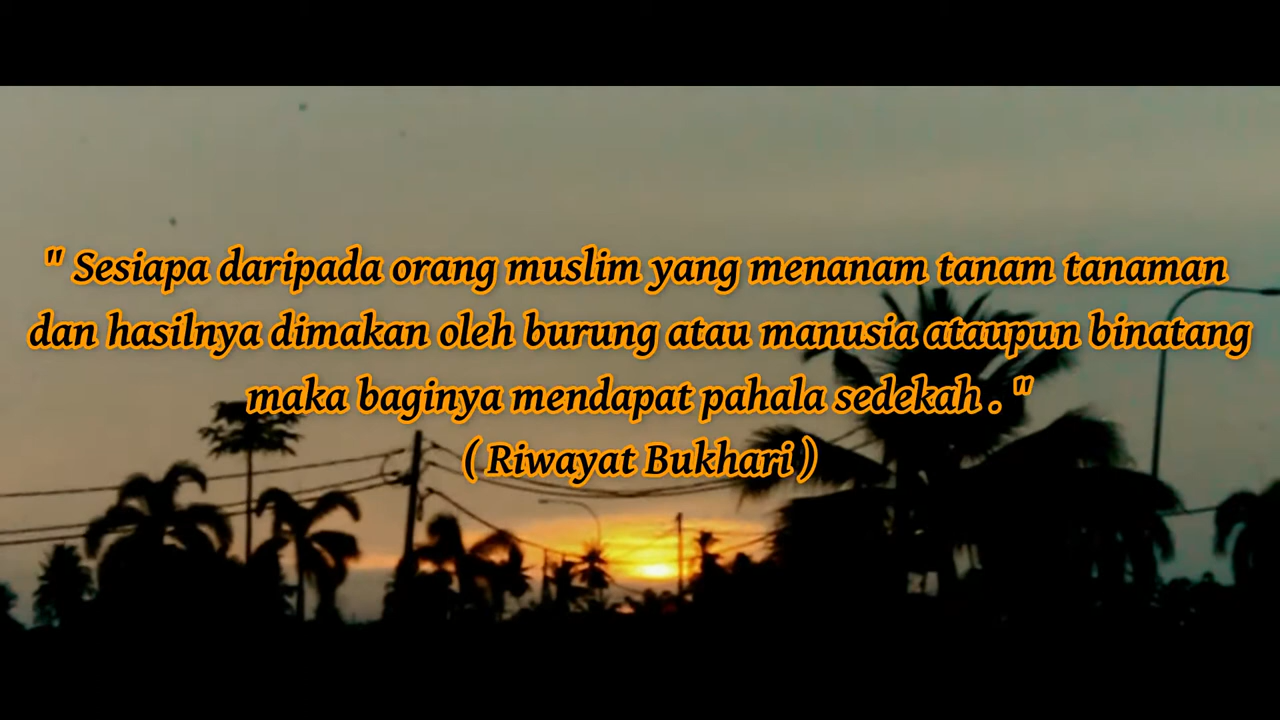 " Sesiapa daripada orang muslim yang menanam tanam tanaman
dan hasilnya dimakan oleh burung atau manusia ataupun binatang
maka baginya mendapat pahala sedekah . "
( Riwayat Bukhari )